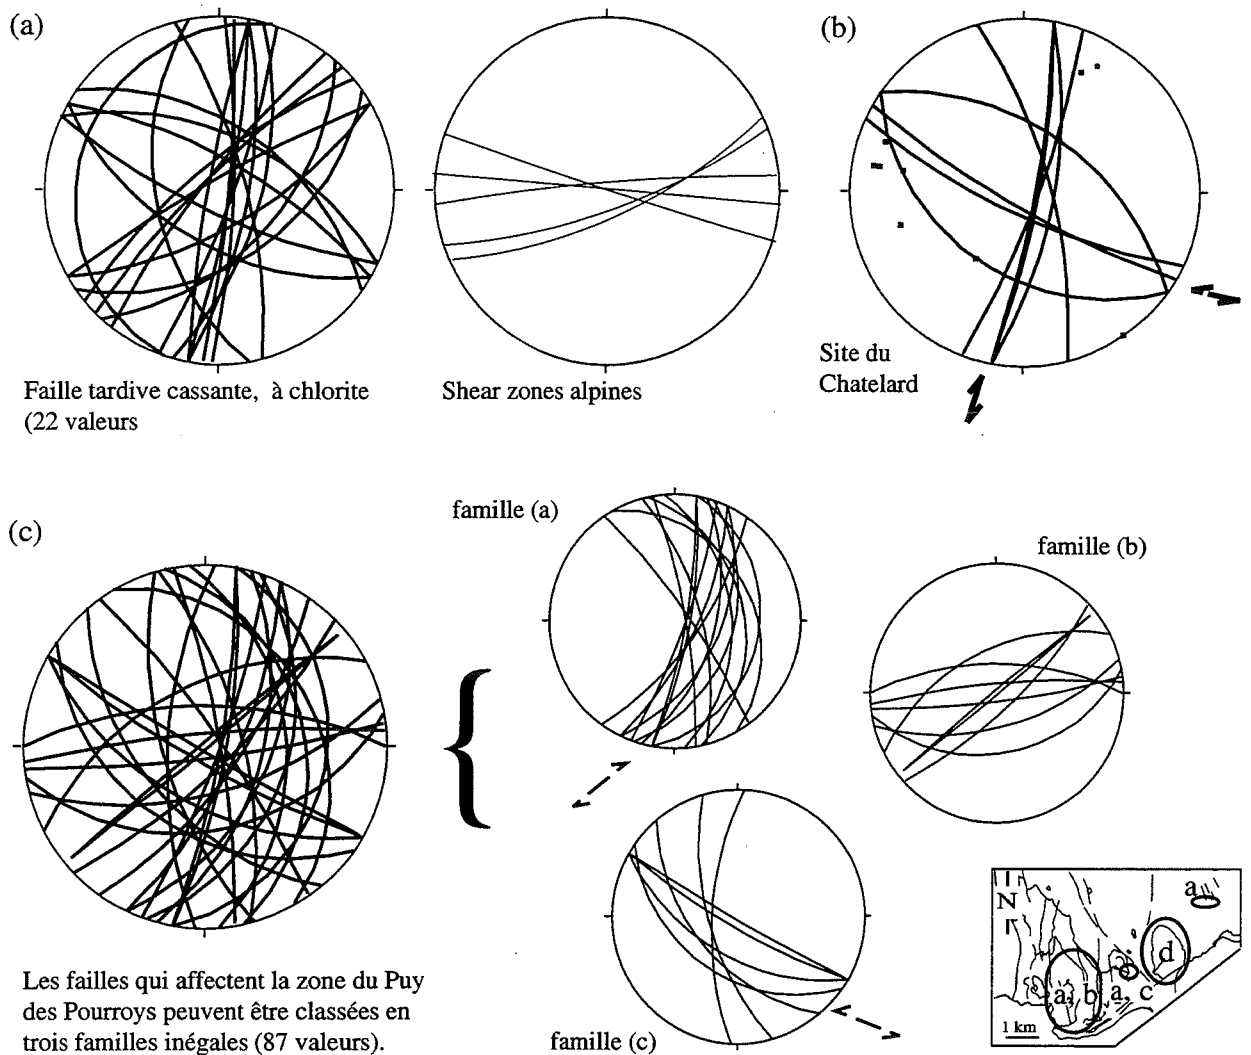 (a)
(b)
Faille tardive cassante, à chlorite
(22 valeurs
Shear zones alpines
Site du
Chatelard
(c)
famille (a)
famille (b)
famille (c)
Les failles qui affectent la zone du Puy
des Pourroys peuvent être classées en
trois familles inégales (87 valeurs).
N
a
d
a, b a, c
1 km